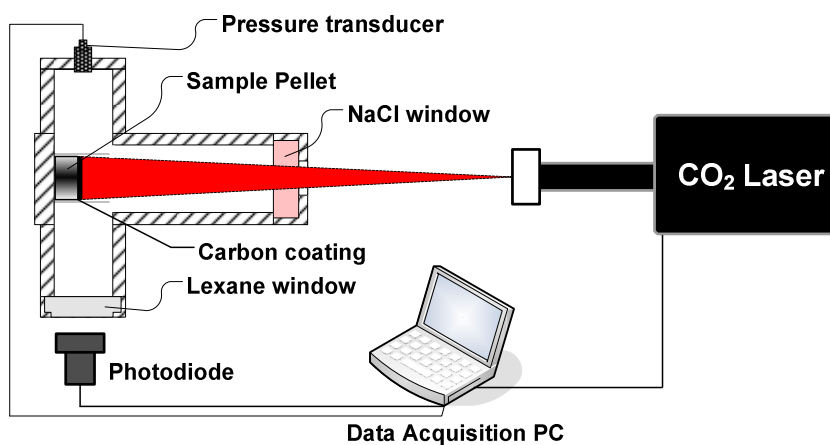 Pressure transducer
Sample Pellet
NaCl window
CO₂ Laser
Carbon coating
Lexane window
Photodiode
Data Acquisition PC